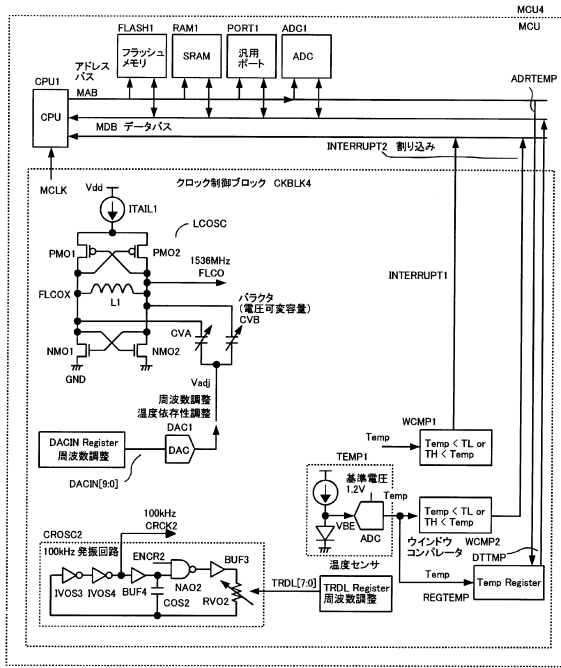 MCU4
MCU
FLASH1
フラッシュ
メモリ
RAM1
SRAM
PORT1
汎用
ポート
ADC1
ADC
アドレス
バス
MAB
CPU1
CPU
MDB データバス
ADRTEMP
INTERRUPT2 割り込み
MCLK
クロック制御ブロック CKBLK4
Vdd
ITAIL1
LCOSC
PMO1
PMO2
1536MHz
FLCO
FLCOX
L1
バラクタ
(電圧可変容量)
CVB
CVA
NMO1
NMO2
GND
INTERRUPT1
Vadj
周波数調整
温度依存性調整
DAC1
DAC
DACIN Register
周波数調整
DACIN[9:0]
WCMP1
Temp
Temp < TL or
TH < Temp
TEMP1
基準電圧
1.2V
Temp
VBE
ADC
温度センサ
Temp < TL or
TH < Temp
ウインドウ
コンパレータ
WCMP2
DTTMP
Temp
Temp Register
REGTEMP
100kHz
CRCK2
CROSC2
100kHz 発振回路
ENCR2
BUF3
IVOS3
IVOS4
BUF4
COS2
NAO2
RVO2
TRDL[7:0]
TRDL Register
周波数調整